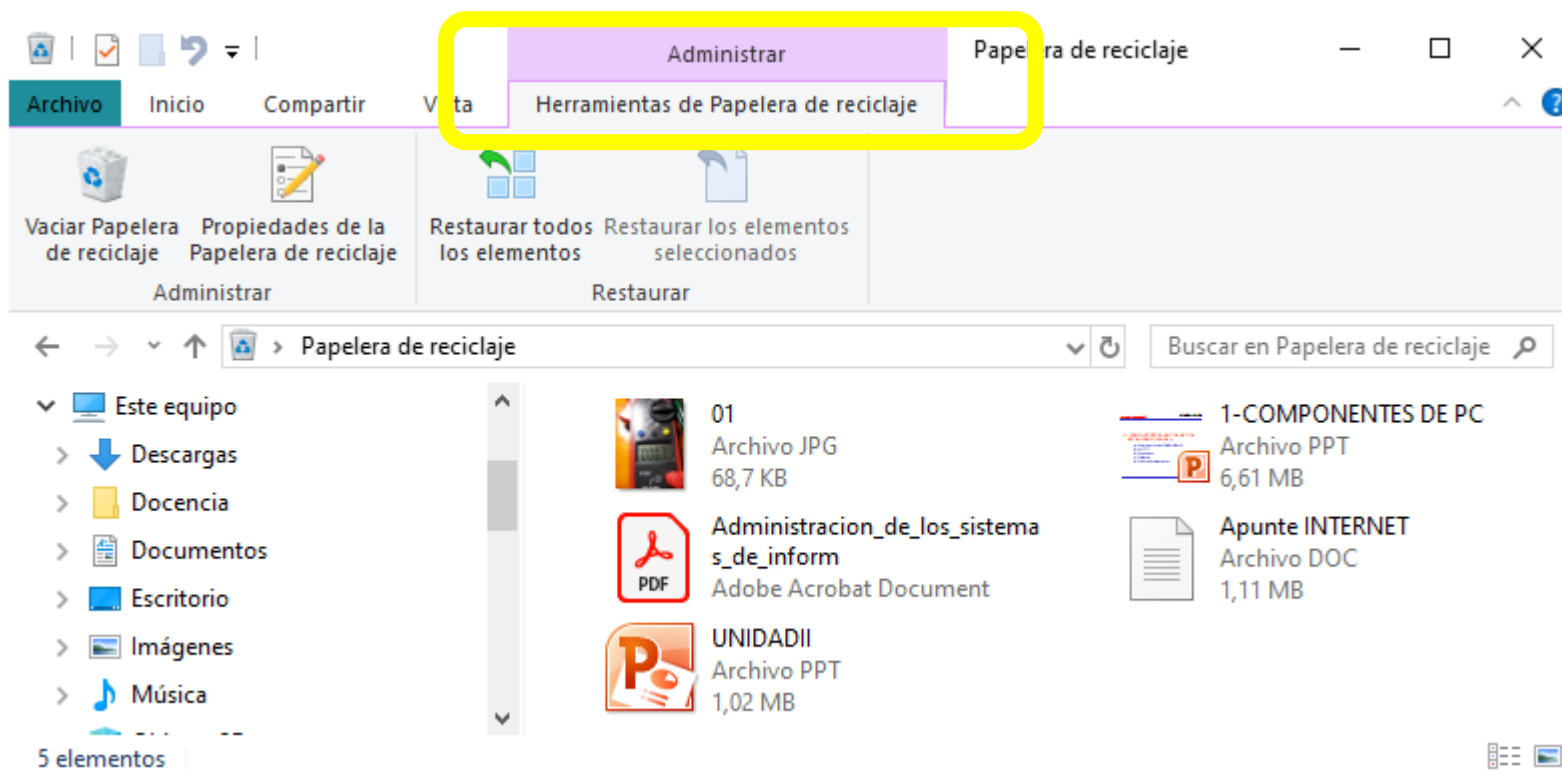 Administrar
Papelera de reciclaje
Archivo Inicio Compartir Vista Herramientas de Papelera de reciclaje
Vaciar Papelera de reciclaje
Propiedades de la Papelera de reciclaje
Restaurar todos los elementos
Restaurar los elementos seleccionados
Administrar
Restaurar
Papelera de reciclaje
Buscar en Papelera de reciclaje
Este equipo
Descargas
Docencia
Documentos
Escritorio
Imágenes
Música
01
Archivo JPG
68,7 KB
1-COMPONENTES DE PC
Archivo PPT
6,61 MB
Administracion_de_los_sistema
s_de_inform
Adobe Acrobat Document
PDF
Apunte INTERNET
Archivo DOC
1,11 MB
UNIDADII
Archivo PPT
1,02 MB
5 elementos